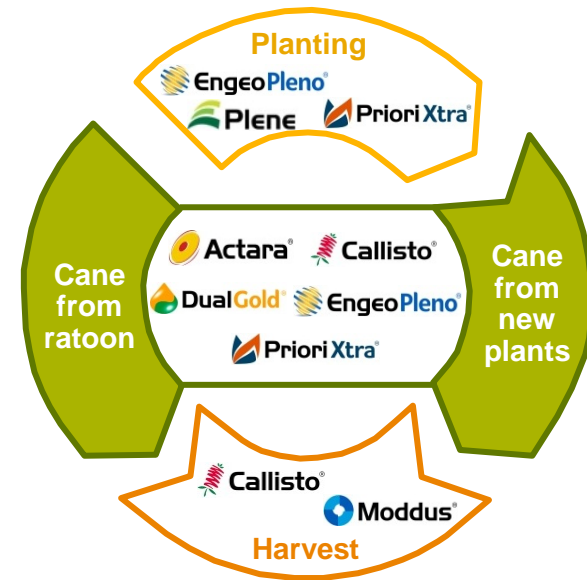 Planting
EngeoPleno®
Plene
PrioriXtra®
Cane
from
ratoon
Actara®
Callisto®
DualGold®
EngeoPleno®
PrioriXtra®
Cane
from
new
plants
Callisto®
Moddus®
Harvest